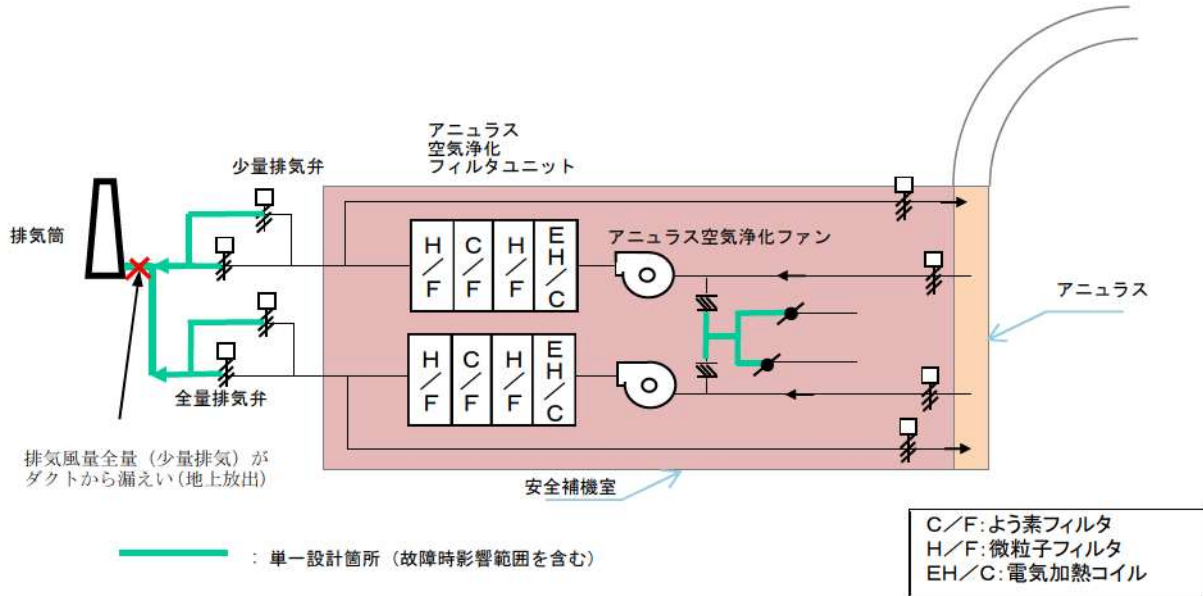 アニュラス
空気浄化
フィルタユニット
少量排気弁
排気筒
H/F
C/F
H/F
EH/C
アニュラス空気浄化ファン
アニュラス
H/F
C/F
H/F
EH/C
全量排気弁
排気風量全量（少量排気）が
ダクトから漏えい（地上放出）
安全補機室
：単一設計箇所（故障時影響範囲を含む）
C／F：よう素フィルタ
H／F：微粒子フィルタ
EH／C：電気加熱コイル